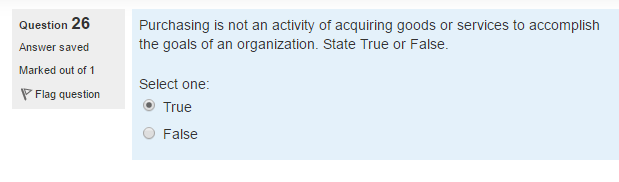 Question 26
Answer saved
Marked out of 1
Flag question
Purchasing is not an activity of acquiring goods or services to accomplish
the goals of an organization. State True or False.
Select one:
True
False